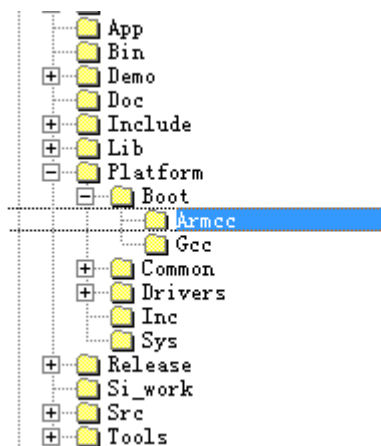 App
Bin
Demo
Doc
Include
Lib
Platform
Boot
Armcc
Gcc
Common
Drivers
Inc
Sys
Release
Si_work
Src
Tools